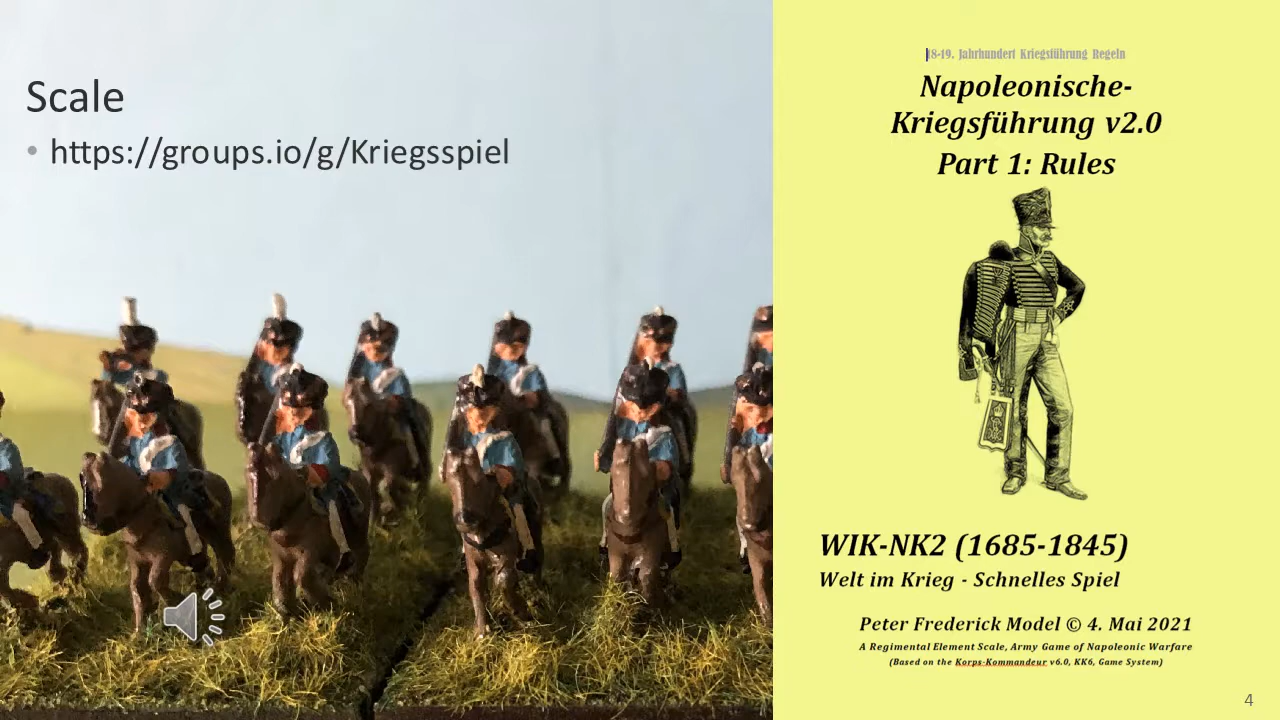 Scale
• https://groups.io/g/Kriegsspiel
18-19. Jahrhundert Kriegsführung Regeln
Napoleonische-
Kriegsführung v2.0
Part 1: Rules
WIK-NK2 (1685-1845)
Welt im Krieg - Schnelles Spiel
Peter Frederick Model © 4. Mai 2021
A Regimental Element Scale, Army Game of Napoleonic Warfare
(Based on the Korps-Kommandeur v6.0, KK6, Game System)
4